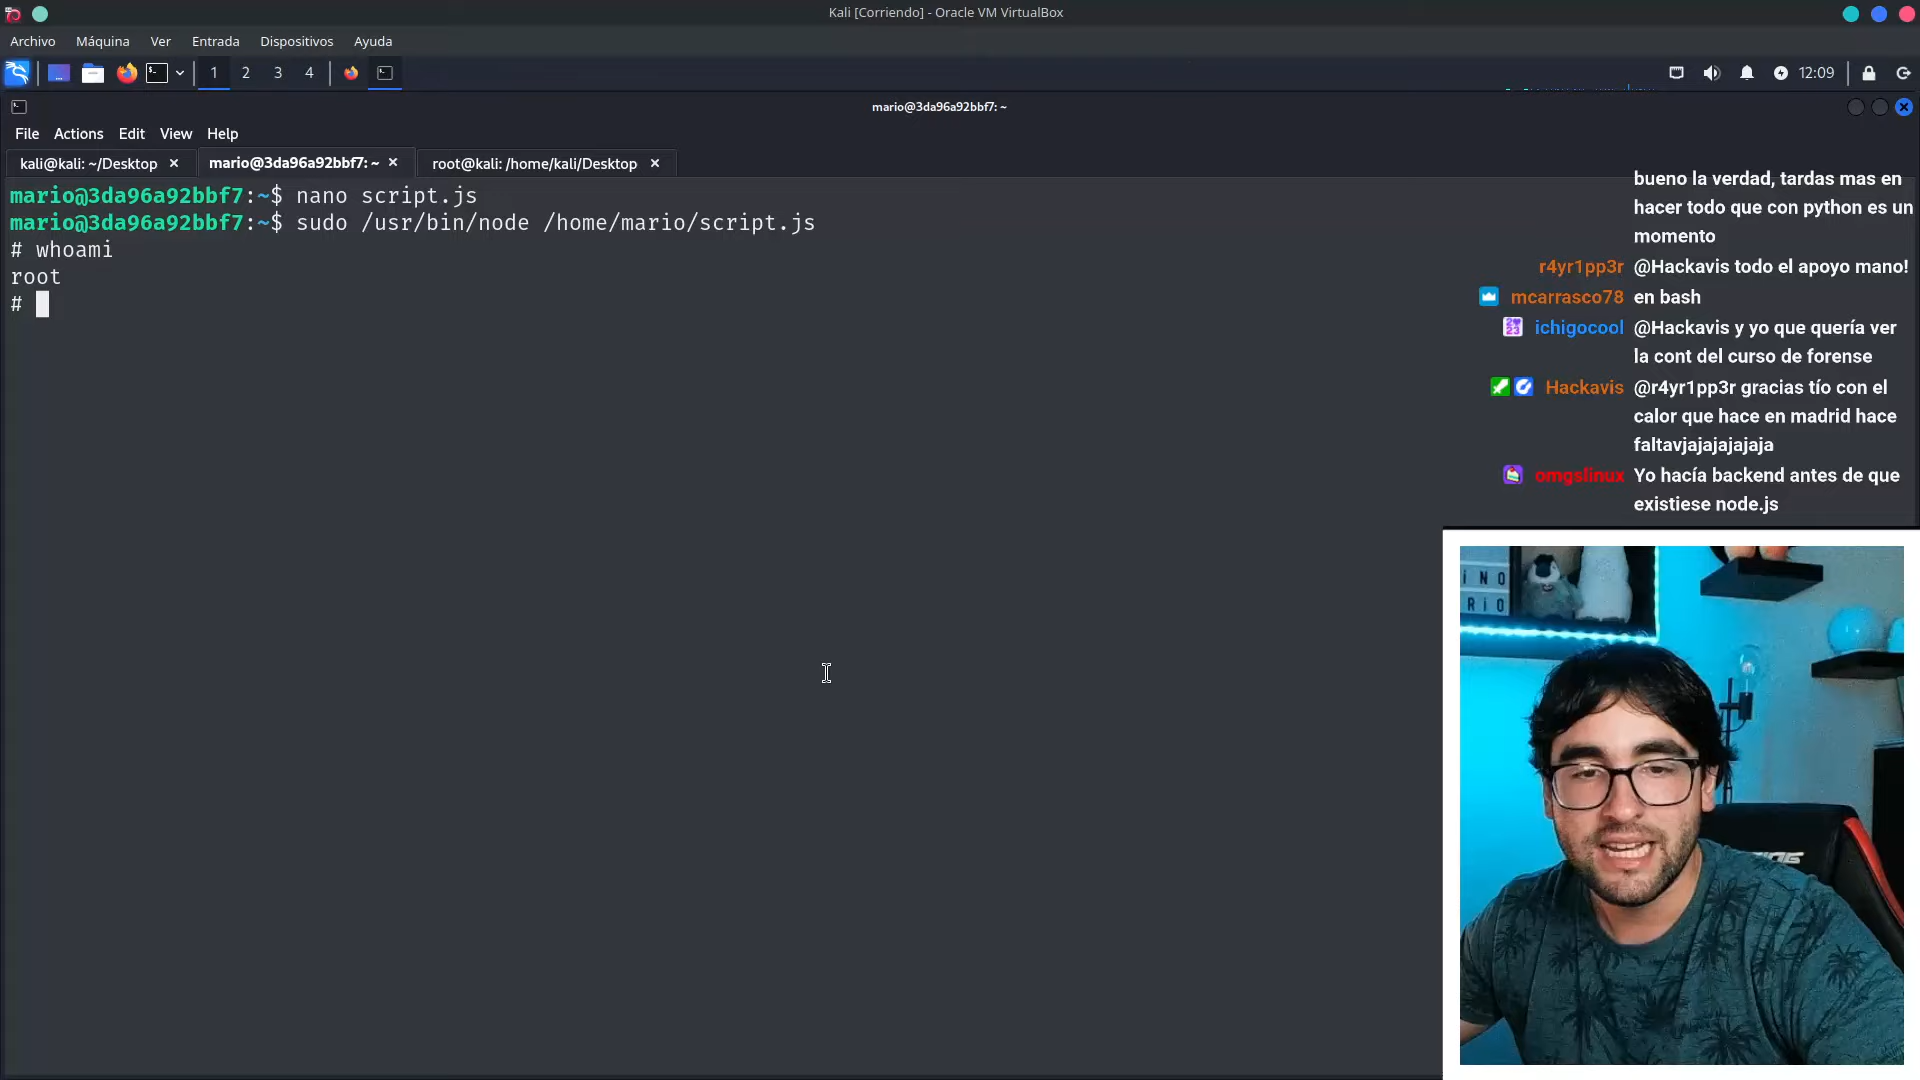 Kali [Corriendo] - Oracle VM VirtualBox
Archivo Máquina Ver Entrada Dispositivos Ayuda
1 2 3 4 12:09
mario@3da96a92bbf7: ~
File Actions Edit View Help
kali@kali: ~/Desktop mario@3da96a92bbf7: ~ root@kali: /home/kali/Desktop
mario@3da96a92bbf7:~$ nano script.js
mario@3da96a92bbf7:~$ sudo /usr/bin/node /home/mario/script.js
# whoami
root
#
bueno la verdad, tardas mas en
hacer todo que con python es un
momento
r4yr1pp3r @Hackavis todo el apoyo mano!
mcarrasco78 en bash
ichigocool @Hackavis y yo que quería ver
la cont del curso de forense
Hackavis @r4yr1pp3r gracias tío con el
calor que hace en madrid hace
faltavjajajajajaja
omgslinux Yo hacía backend antes de que
existiese node.js
iNO
RiO